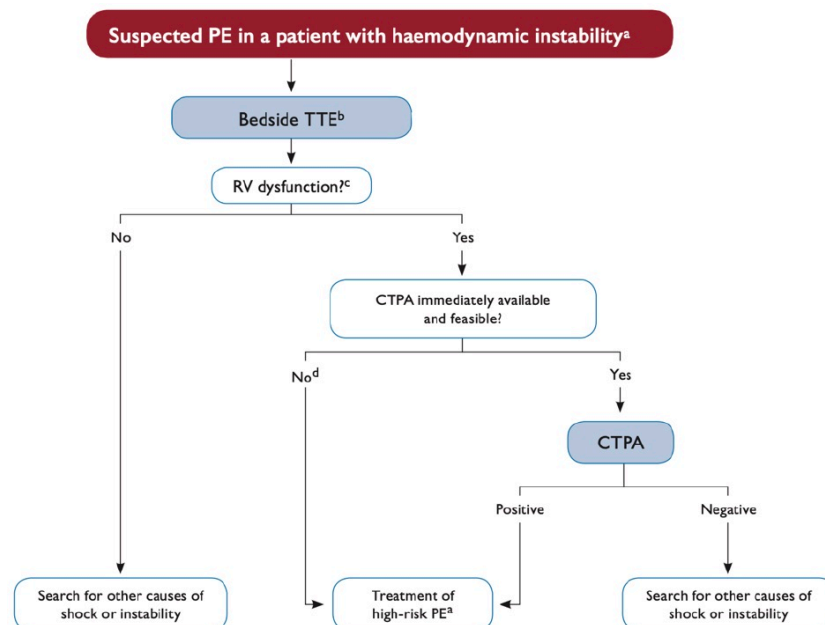 Suspected PE in a patient with haemodynamic instabilityᵃ
Bedside TTEᵇ
RV dysfunction?ᶜ
No
Yes
CTPA immediately available
and feasible?
Noᵈ
Yes
CTPA
Positive
Negative
Search for other causes of
shock or instability
Treatment of
high-risk PEᵃ
Search for other causes of
shock or instability